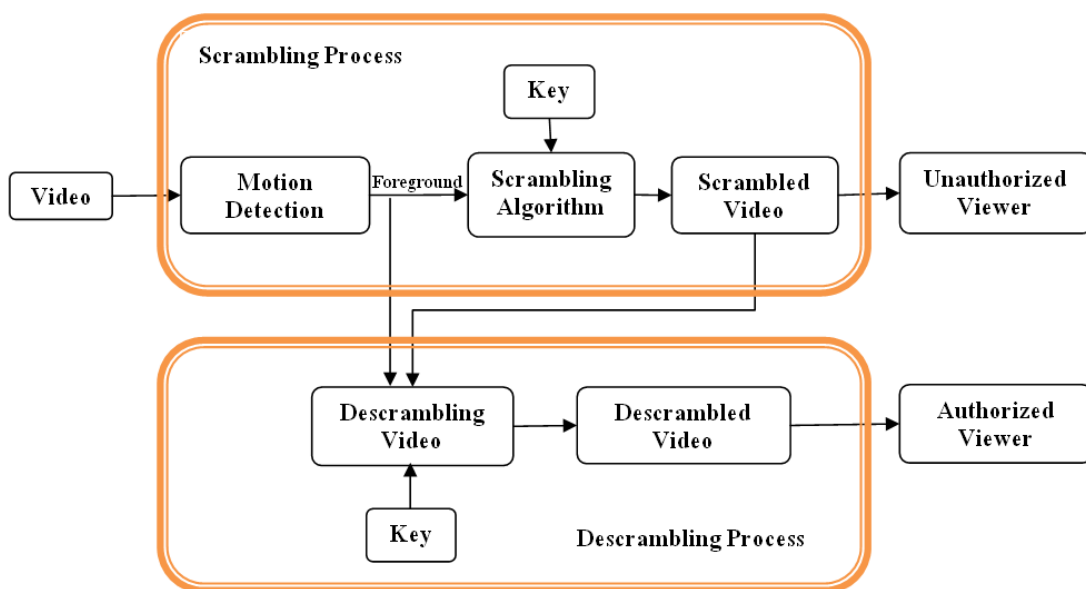 Scrambling Process
Key
Video
Motion
Detection
Foreground
Scrambling
Algorithm
Scrambled
Video
Unauthorized
Viewer
Descrambling
Video
Descrambled
Video
Authorized
Viewer
Key
Descrambling Process